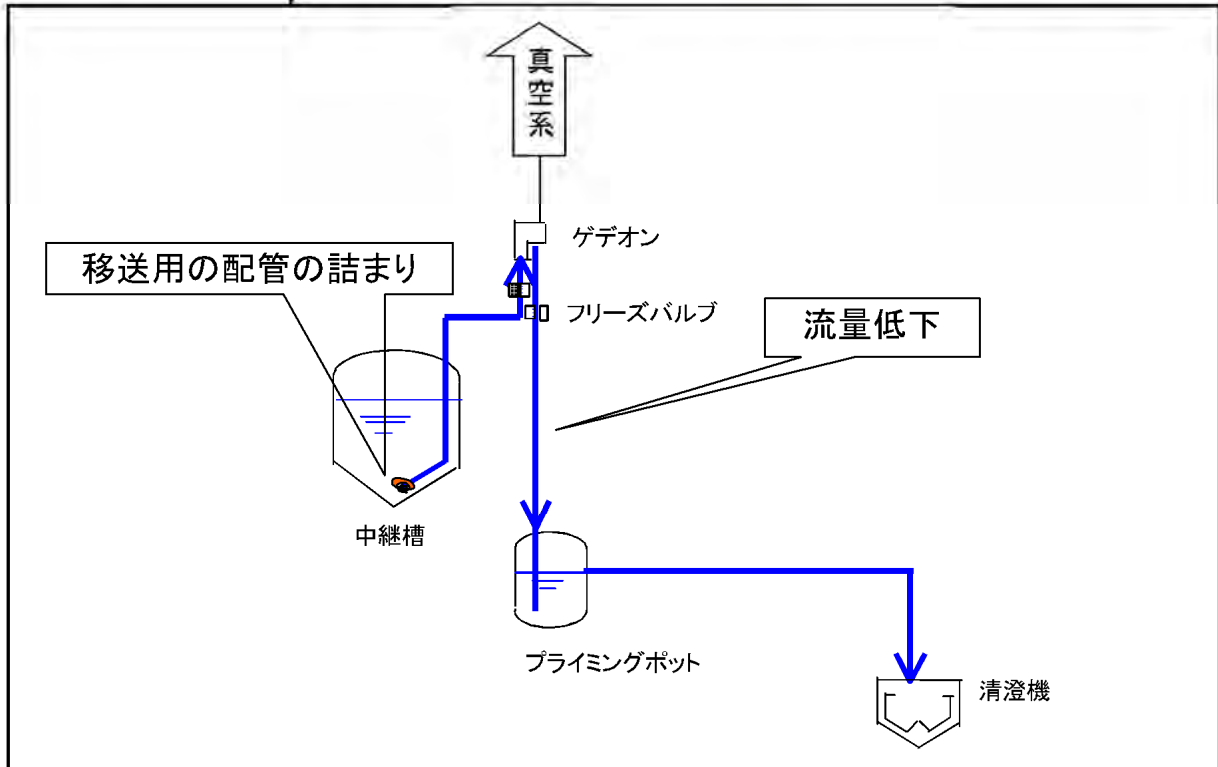 真空系
ゲデオン
移送用の配管の詰まり
フリーズバルブ
流量低下
中継槽
プライミングポット
清澄機